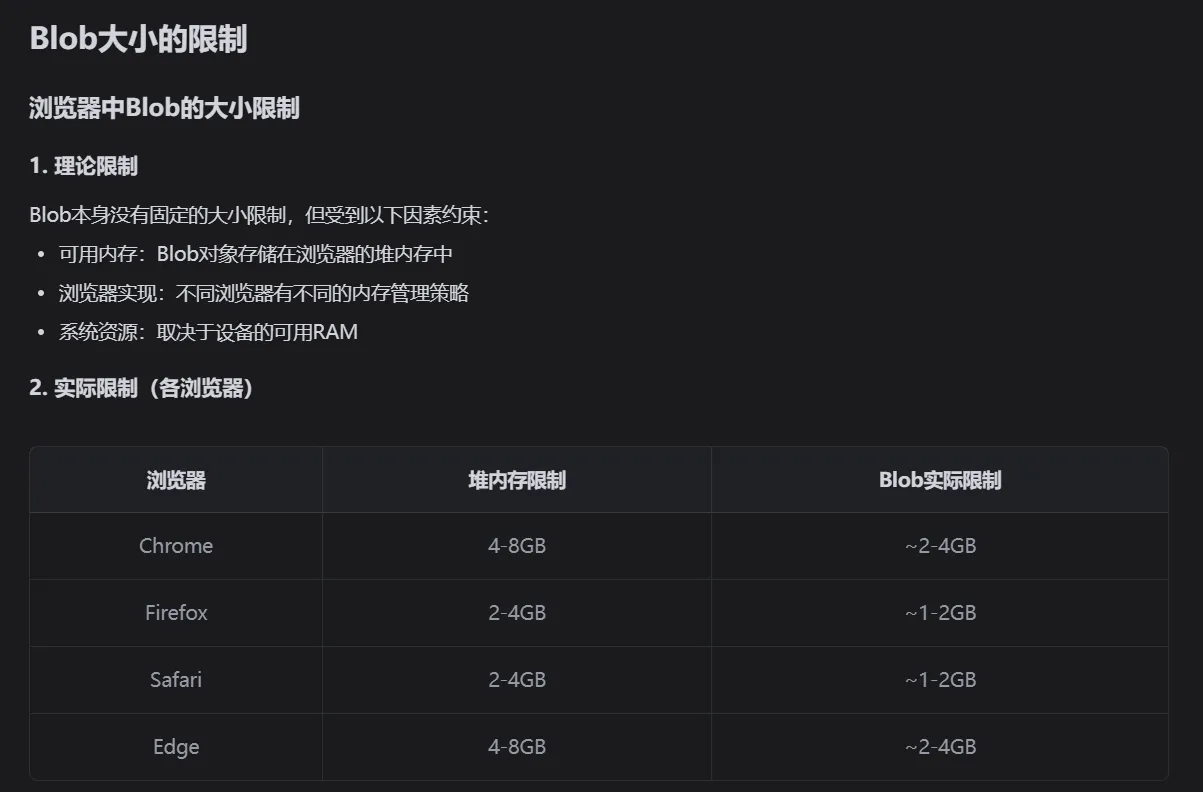 Blob大小的限制
浏览器中Blob的大小限制
1. 理论限制
Blob本身没有固定的大小限制，但受到以下因素约束：
• 可用内存：Blob对象存储在浏览器的堆内存中
• 浏览器实现：不同浏览器有不同的内存管理策略
• 系统资源：取决于设备的可用RAM
2. 实际限制（各浏览器）
浏览器 堆内存限制 Blob实际限制
Chrome 4-8GB ~2-4GB
Firefox 2-4GB ~1-2GB
Safari 2-4GB ~1-2GB
Edge 4-8GB ~2-4GB